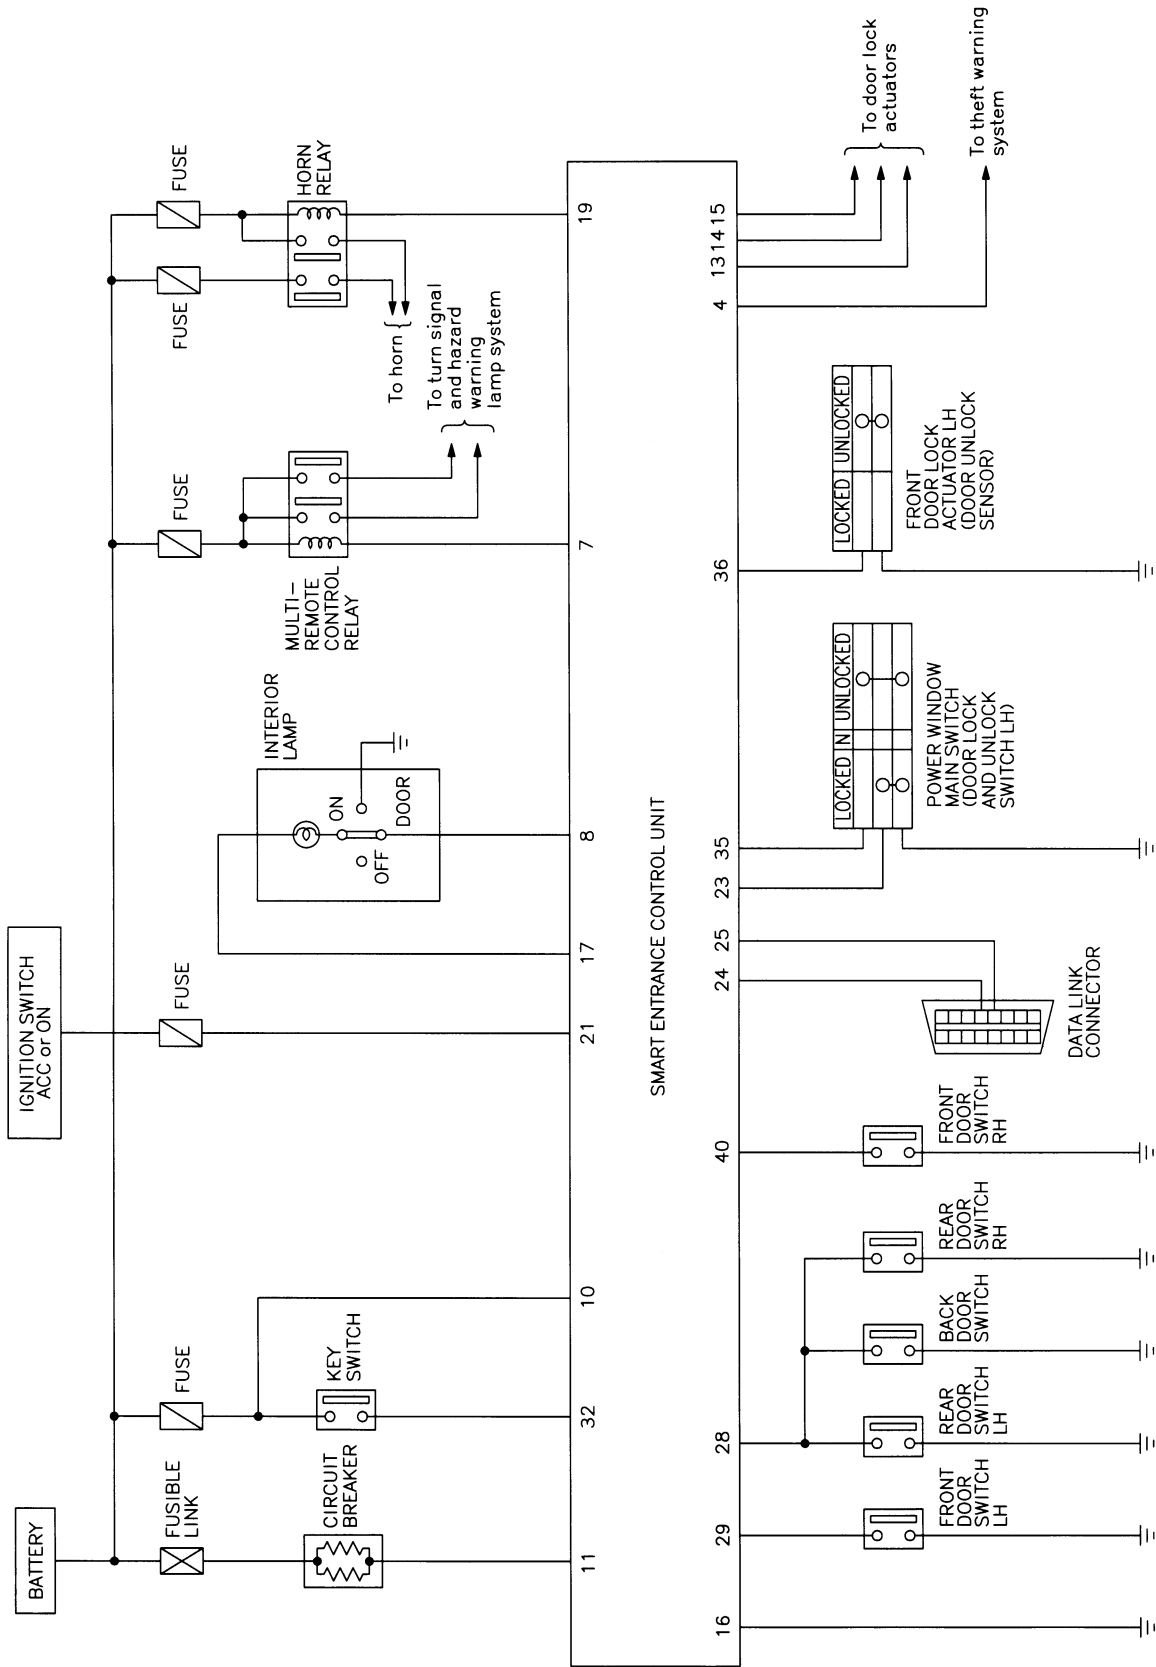 BATTERY
IGNITION SWITCH
ACC or ON
FUSIBLE
LINK
FUSE
FUSE
FUSE
FUSE
FUSE
CIRCUIT
BREAKER
KEY
SWITCH
INTERIOR
LAMP
ON
OFF
DOOR
MULTI-
REMOTE
CONTROL
RELAY
HORN
RELAY
To horn
To turn signal
and hazard
warning
lamp system
11
32
10
21
17
8
7
19
SMART ENTRANCE CONTROL UNIT
16
29
28
40
24
25
23
35
36
4
13
14
15
FRONT
DOOR
SWITCH
LH
REAR
DOOR
SWITCH
LH
BACK
DOOR
SWITCH
REAR
DOOR
SWITCH
RH
FRONT
DOOR
SWITCH
RH
DATA LINK
CONNECTOR
LOCKED N UNLOCKED
POWER WINDOW
MAIN SWITCH
(DOOR LOCK
AND UNLOCK
SWITCH LH)
LOCKED UNLOCKED
FRONT
DOOR LOCK
ACTUATOR LH
(DOOR UNLOCK
SENSOR)
To door lock
actuators
To theft warning
system